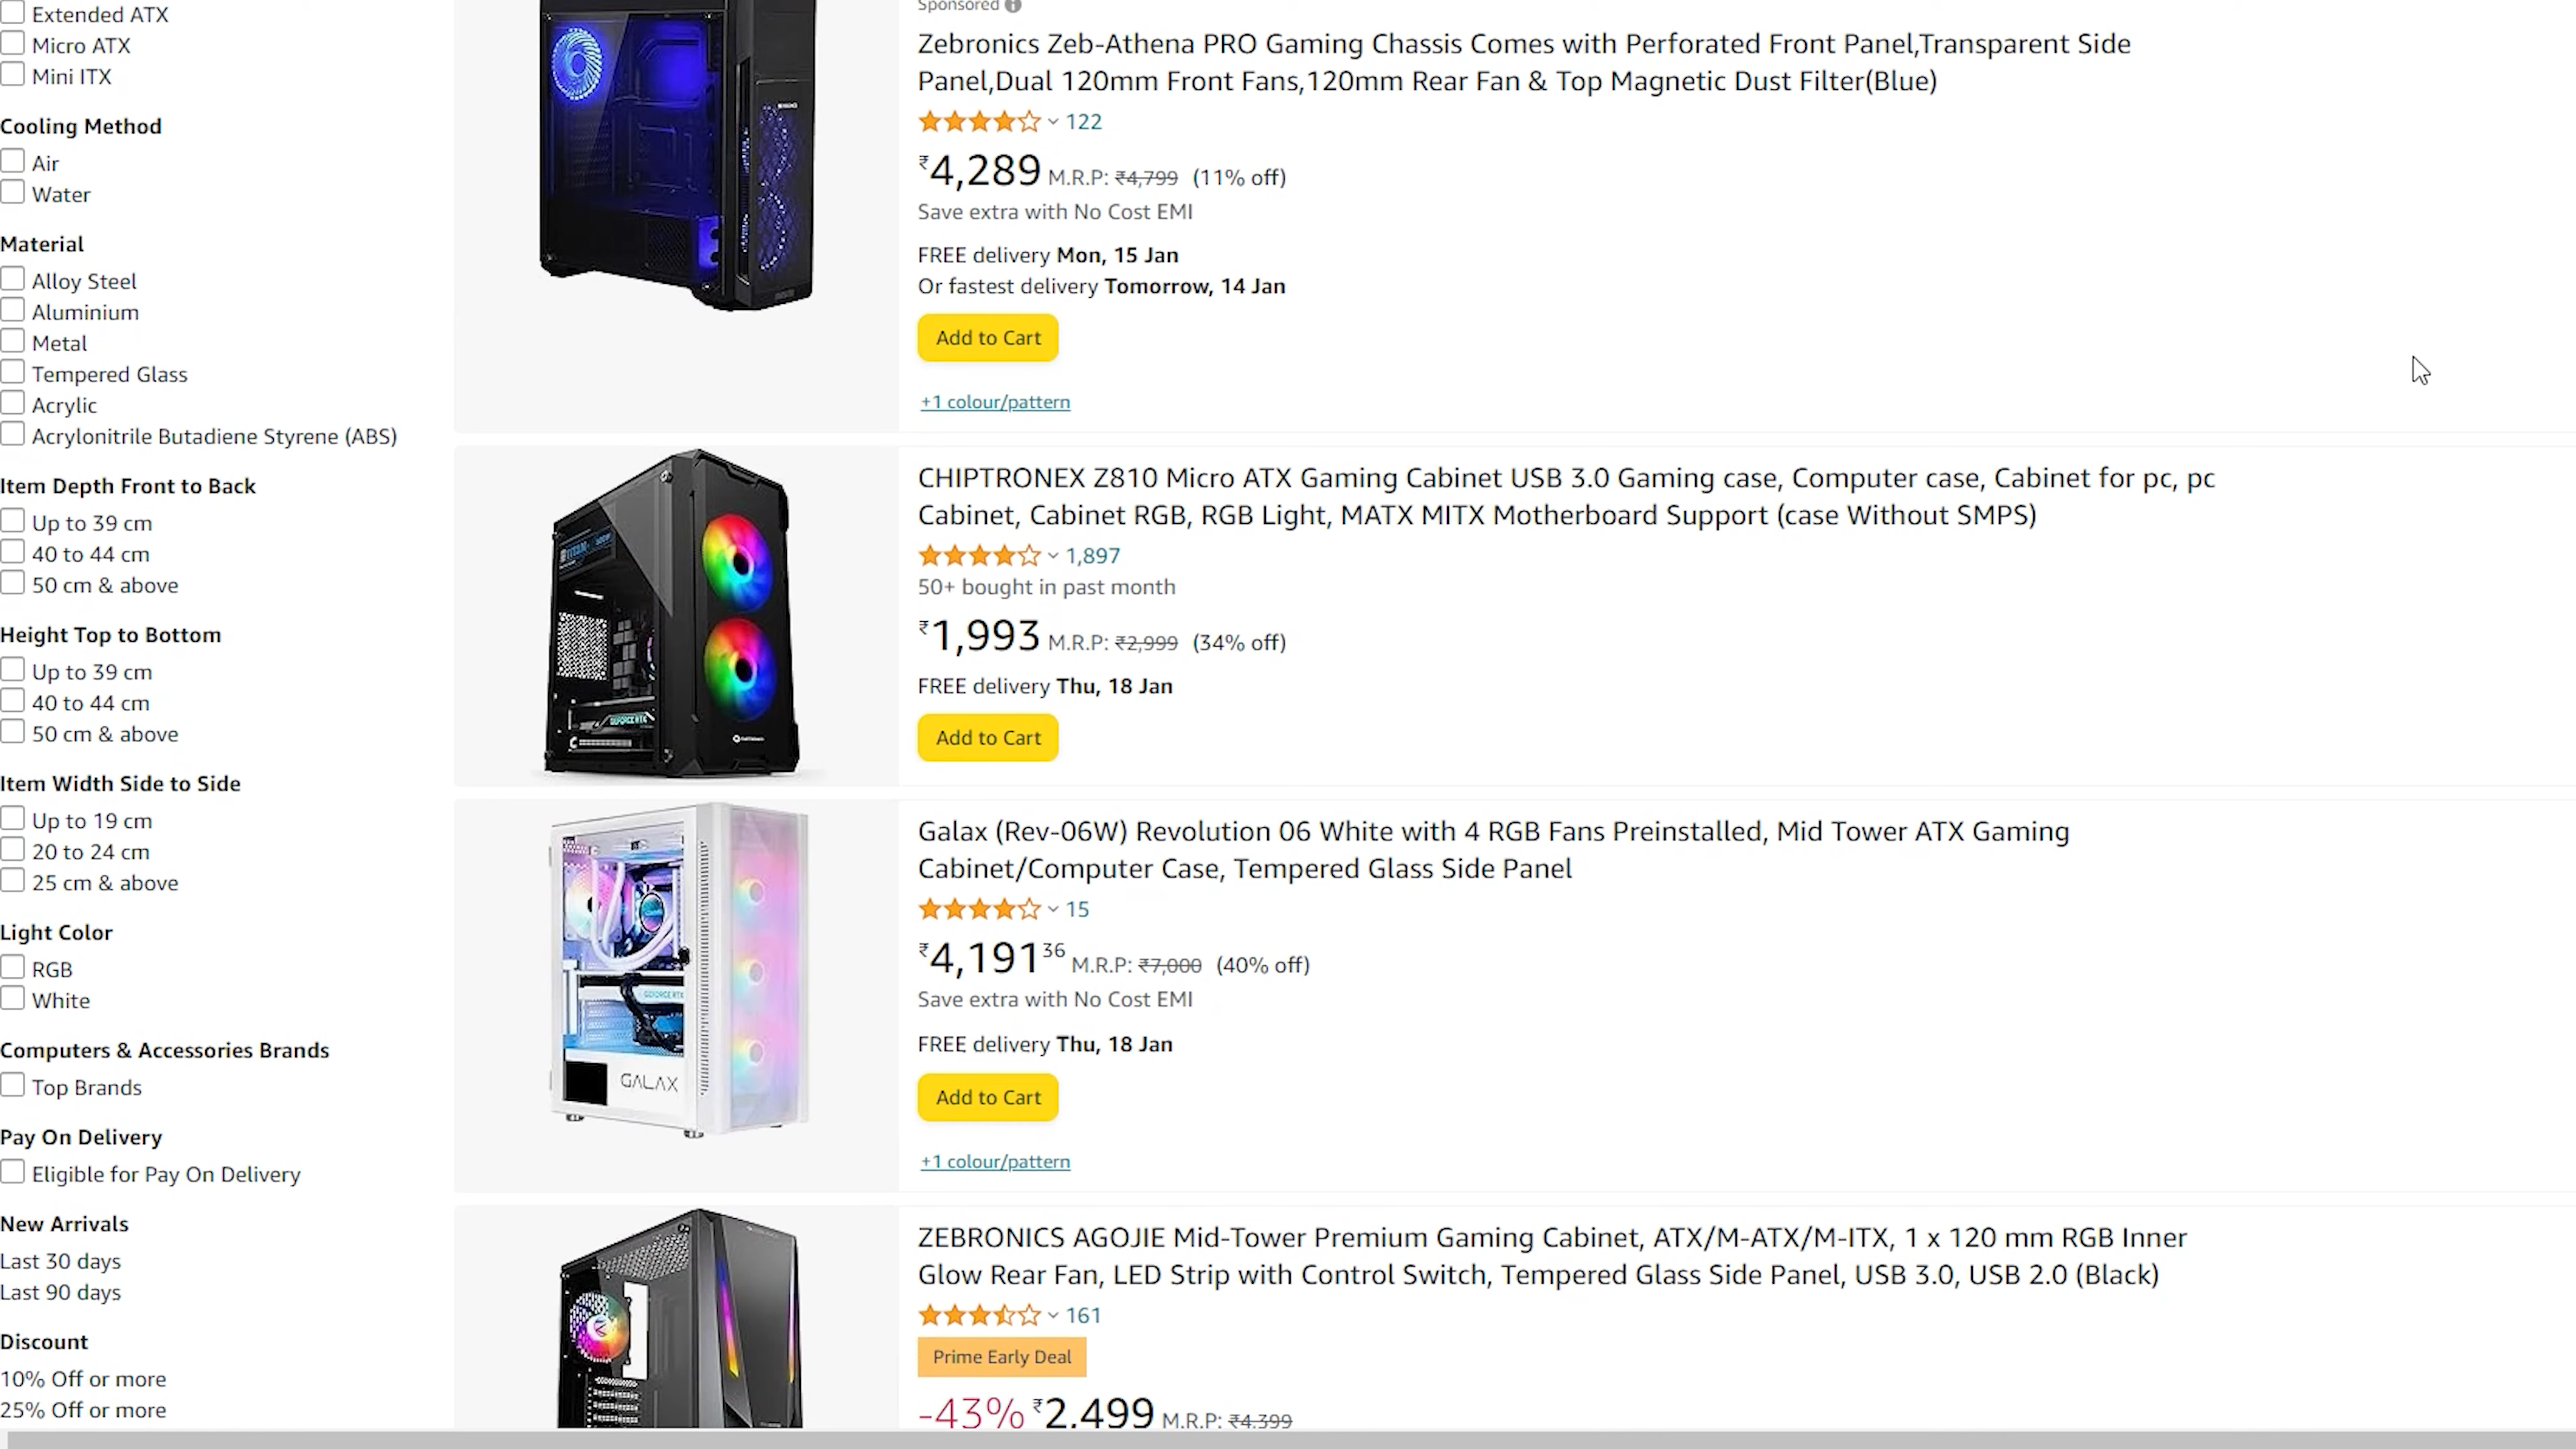 Extended ATX
Micro ATX
Mini ITX
Cooling Method
Air
Water
Material
Alloy Steel
Aluminium
Metal
Tempered Glass
Acrylic
Acrylonitrile Butadiene Styrene (ABS)
Item Depth Front to Back
Up to 39 cm
40 to 44 cm
50 cm & above
Height Top to Bottom
Up to 39 cm
40 to 44 cm
50 cm & above
Item Width Side to Side
Up to 19 cm
20 to 24 cm
25 cm & above
Light Color
RGB
White
Computers & Accessories Brands
Top Brands
Pay On Delivery
Eligible for Pay On Delivery
New Arrivals
Last 30 days
Last 90 days
Discount
10% Off or more
25% Off or more
Sponsored
Zebronics Zeb-Athena PRO Gaming Chassis Comes with Perforated Front Panel,Transparent Side
Panel,Dual 120mm Front Fans,120mm Rear Fan & Top Magnetic Dust Filter(Blue)
122
₹4,289 M.R.P: ₹4,799 (11% off)
Save extra with No Cost EMI
FREE delivery Mon, 15 Jan
Or fastest delivery Tomorrow, 14 Jan
Add to Cart
+1 colour/pattern
CHIPTRONEX Z810 Micro ATX Gaming Cabinet USB 3.0 Gaming case, Computer case, Cabinet for pc, pc
Cabinet, Cabinet RGB, RGB Light, MATX MITX Motherboard Support (case Without SMPS)
1,897
50+ bought in past month
₹1,993 M.R.P: ₹2,999 (34% off)
FREE delivery Thu, 18 Jan
Add to Cart
GEFORCE RTX
Galax (Rev-06W) Revolution 06 White with 4 RGB Fans Preinstalled, Mid Tower ATX Gaming
Cabinet/Computer Case, Tempered Glass Side Panel
15
₹4,191 36 M.R.P: ₹7,000 (40% off)
Save extra with No Cost EMI
FREE delivery Thu, 18 Jan
Add to Cart
+1 colour/pattern
GEFORCE RTX
GALAX
ZEBRONICS AGOJIE Mid-Tower Premium Gaming Cabinet, ATX/M-ATX/M-ITX, 1 x 120 mm RGB Inner
Glow Rear Fan, LED Strip with Control Switch, Tempered Glass Side Panel, USB 3.0, USB 2.0 (Black)
161
Prime Early Deal
-43% ₹2,499 M.R.P: ₹4,399